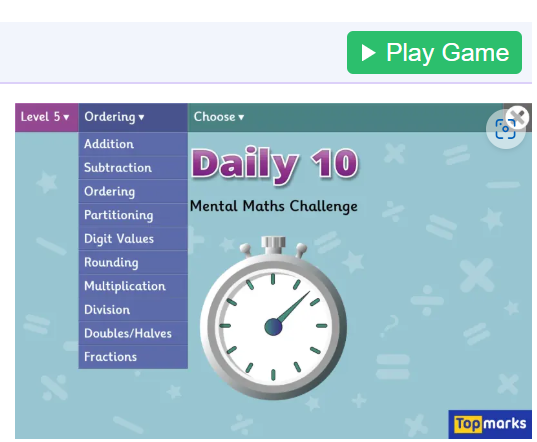 Play Game
Level 5 Ordering Choose
Addition
Subtraction
Ordering
Partitioning
Digit Values
Rounding
Multiplication
Division
Doubles/Halves
Fractions
Daily 10
Mental Maths Challenge
Topmarks